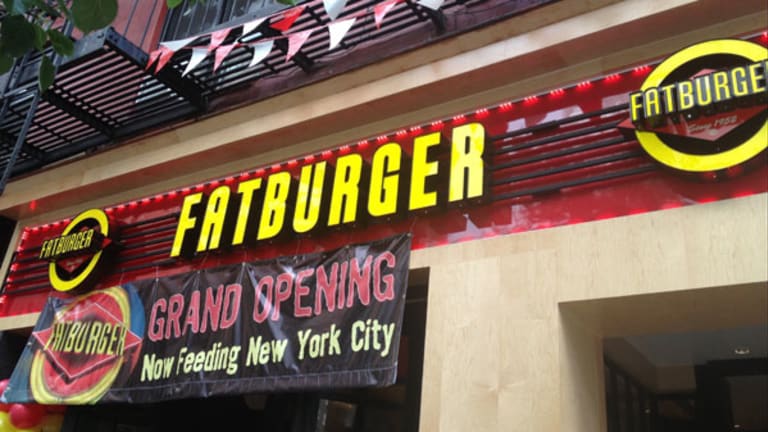 FATBURGER
Since 1952
FATBURGER
FATBURGER
FATBURGER
GRAND OPENING
Now Feeding New York City